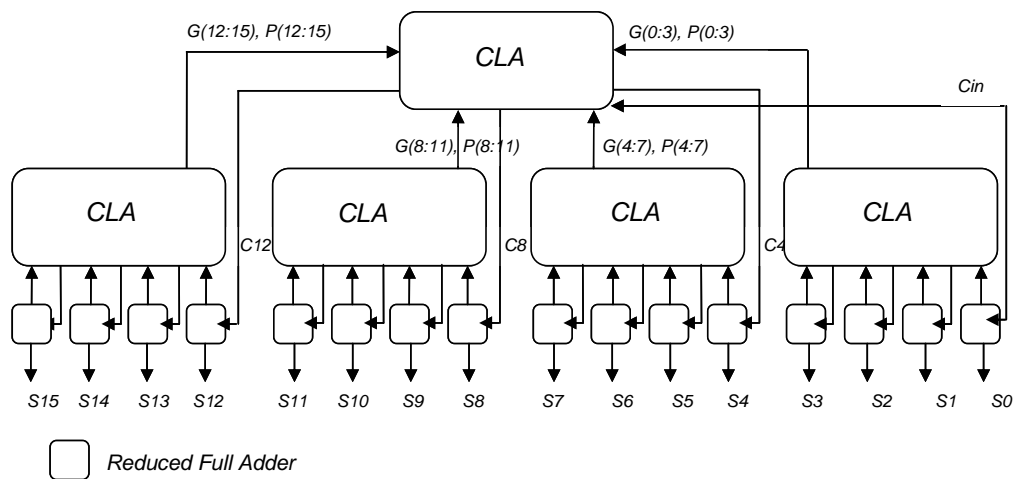 G(12:15), P(12:15)
CLA
G(0:3), P(0:3)
Cin
G(8:11), P(8:11)
G(4:7), P(4:7)
CLA
CLA
CLA
CLA
C12
C8
C4
S15 S14 S13 S12 S11 S10 S9 S8 S7 S6 S5 S4 S3 S2 S1 S0
Reduced Full Adder